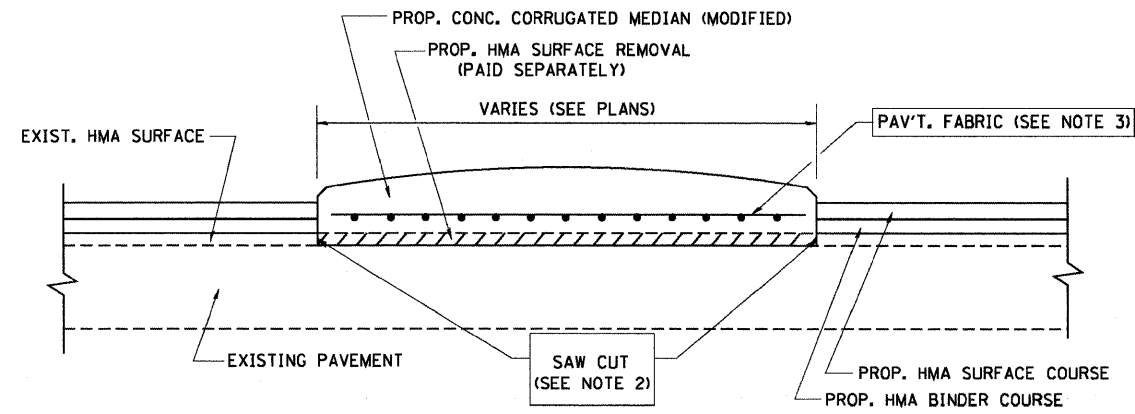 PROP. CONC. CORRUGATED MEDIAN (MODIFIED)
PROP. HMA SURFACE REMOVAL
(PAID SEPARATELY)
VARIES (SEE PLANS)
EXIST. HMA SURFACE
PAV'T. FABRIC (SEE NOTE 3)
EXISTING PAVEMENT
SAW CUT
(SEE NOTE 2)
PROP. HMA SURFACE COURSE
PROP. HMA BINDER COURSE